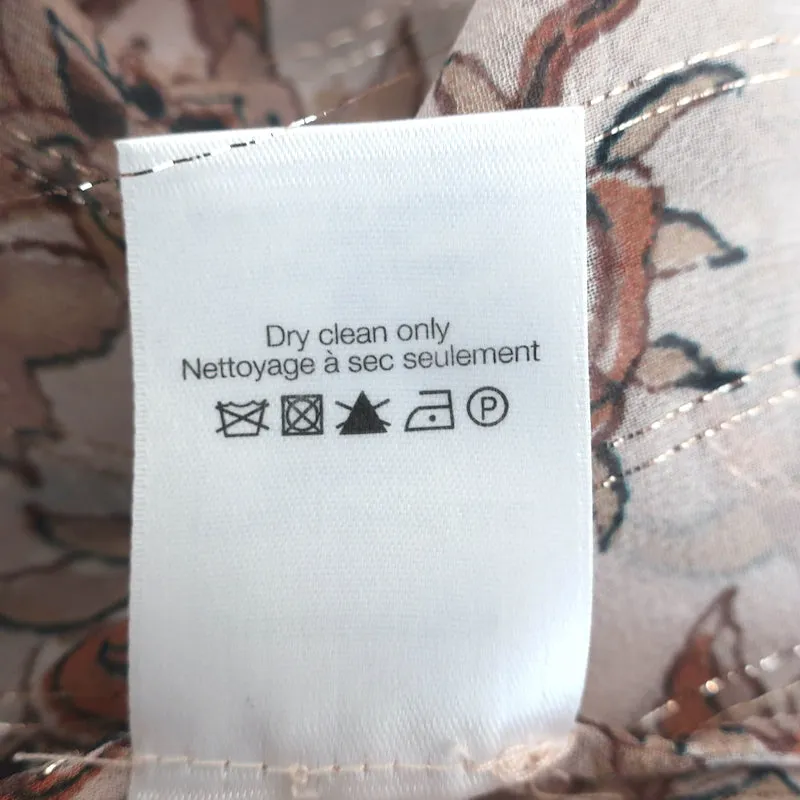 Dry clean only
Nettoyage à sec seulement
P